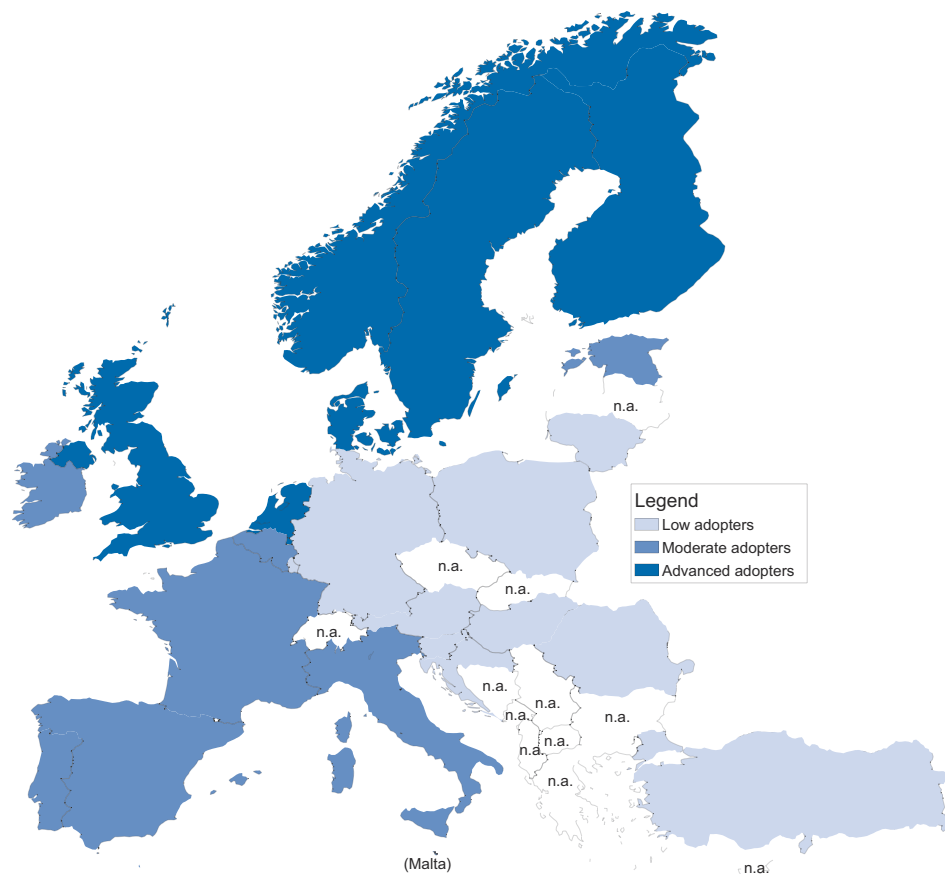 n.a.
Legend
Low adopters
Moderate adopters
Advanced adopters
n.a.
n.a.
n.a.
n.a.
n.a.
n.a.
n.a.
n.a.
n.a.
n.a.
(Malta)
n.a.